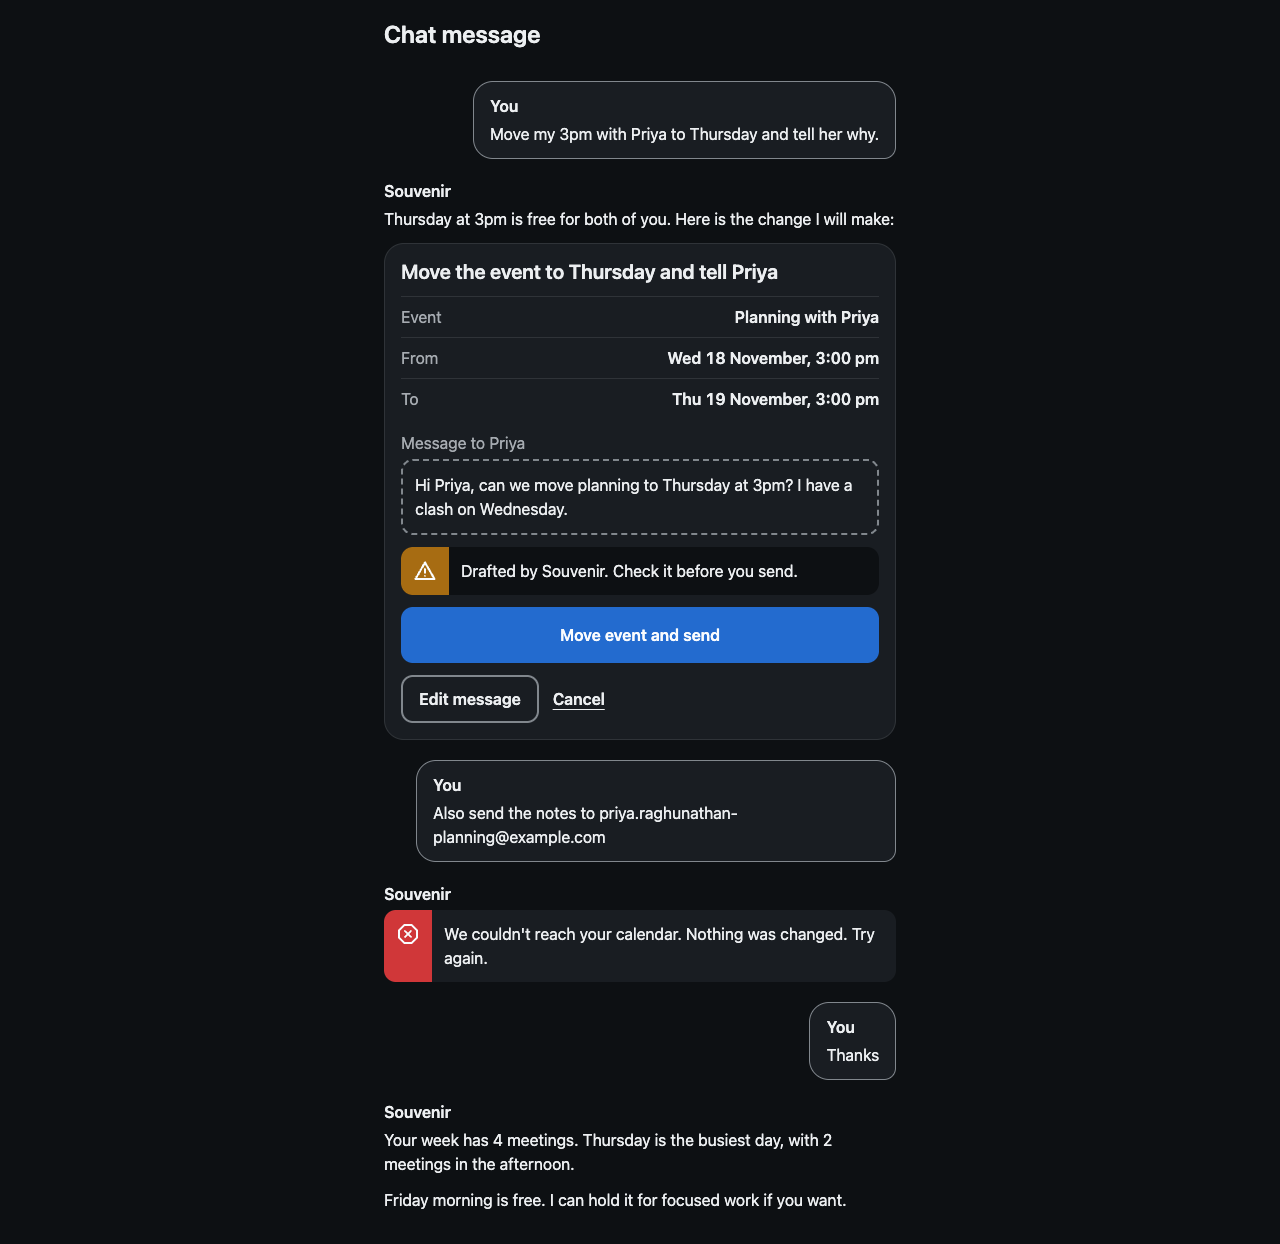 Chat message
You
Move my 3pm with Priya to Thursday and tell her why.
Souvenir
Thursday at 3pm is free for both of you. Here is the change I will make:
Move the event to Thursday and tell Priya
Event Planning with Priya
From Wed 18 November, 3:00 pm
To Thu 19 November, 3:00 pm
Message to Priya
Hi Priya, can we move planning to Thursday at 3pm? I have a
clash on Wednesday.
Drafted by Souvenir. Check it before you send.
Move event and send
Edit message Cancel
You
Also send the notes to priya.raghunathan-
planning@example.com
Souvenir
We couldn't reach your calendar. Nothing was changed. Try
again.
You
Thanks
Souvenir
Your week has 4 meetings. Thursday is the busiest day, with 2
meetings in the afternoon.
Friday morning is free. I can hold it for focused work if you want.